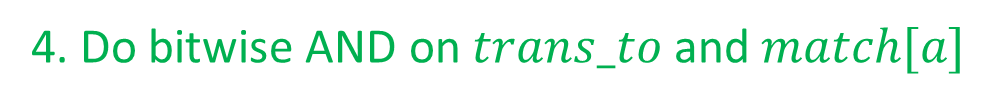 4. Do bitwise AND on trans_to and match[a]